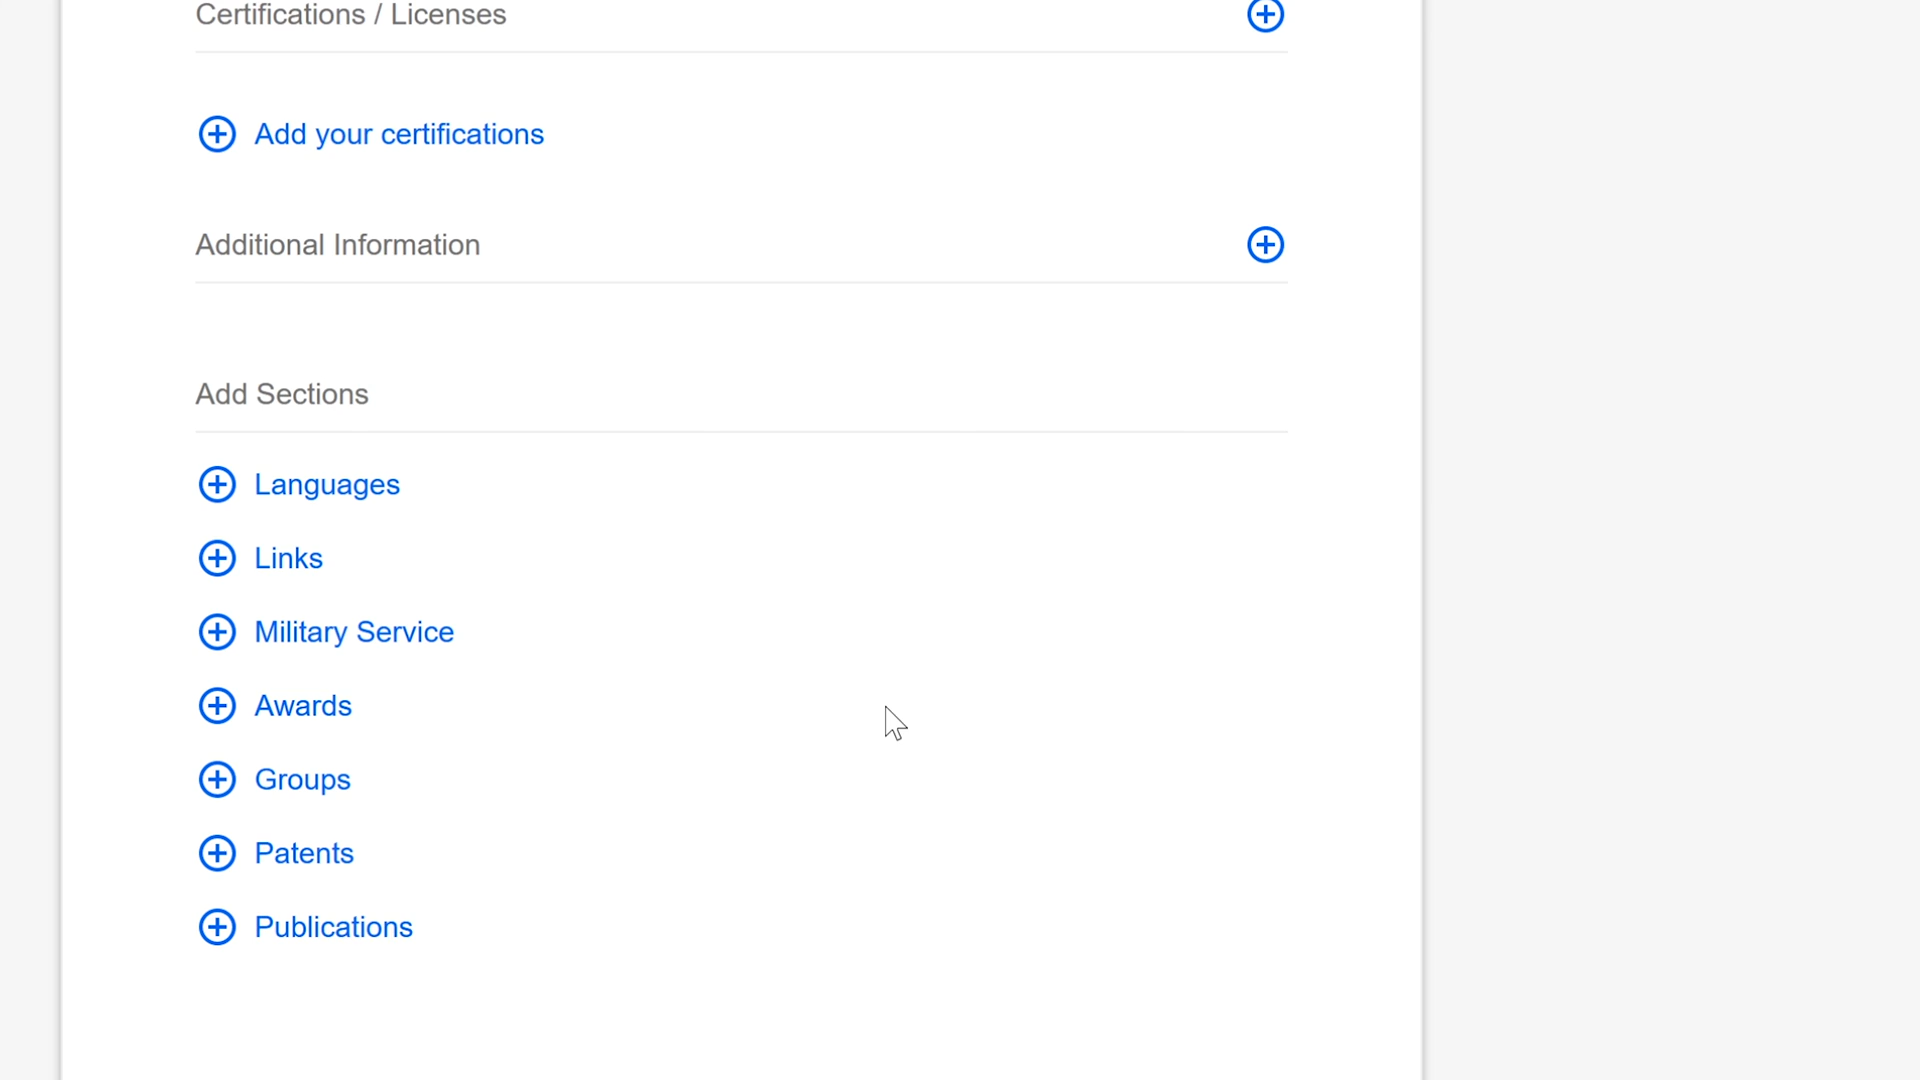 Certifications / Licenses
Add your certifications
Additional Information
Add Sections
Languages
Links
Military Service
Awards
Groups
Patents
Publications